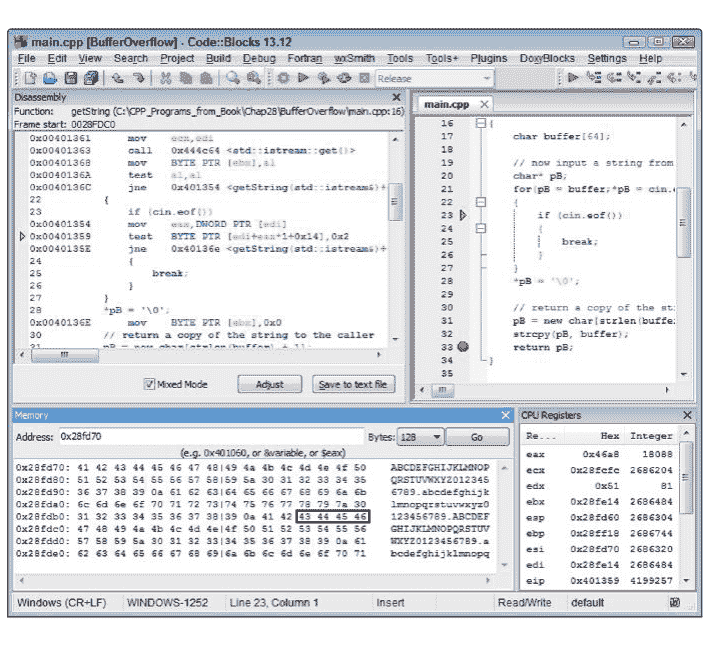 main.cpp [BufferOverflow] - Code::Blocks 13.12
File Edit View Search Project Build Debug Fortran wxSmith Tools Tools+ Plugins DoxyBlocks Settings Help
Release
Disassembly
Function: getString (C:\CPP_Programs_from_Book\Chap28\BufferOverflow\main.cpp:16)
Frame start: 0028FDC0
0x00401361 mov ecx,edi
0x00401363 call 0x444c64 <std::istream::get()>
0x00401368 mov BYTE PTR [ebx],al
0x0040136A test al,al
0x0040136C jne 0x401354 <getString(std::istream&)+
22 {
23 if (cin.eof())
0x00401354 mov eax,DWORD PTR [edi]
0x00401359 test BYTE PTR [edi+eax*1+0x14],0x2
0x0040135E jne 0x40136e <getString(std::istream&)+
24 {
25 break;
26 }
27 }
28 *pB = '\0';
0x0040136E mov BYTE PTR [ebx],0x0
30 // return a copy of the string to the caller
31 pB = new char[strlen(buffer) + 1];
Mixed Mode Adjust Save to text file
main.cpp
16 {
17 char buffer[64];
18
19 // now input a string from
20 char* pB;
21 for(pB = buffer;*pB = cin.
22 {
23 if (cin.eof())
24 {
25 break;
26 }
27 }
28 *pB = '\0';
29
30 // return a copy of the st
31 pB = new char[strlen(buffe
32 strcpy(pB, buffer);
33 return pB;
34 }
35
Memory
Address: 0x28fd70 Bytes: 128 Go
(e.g. 0x401060, or &variable, or $eax)
0x28fd70: 41 42 43 44 45 46 47 48|49 4a 4b 4c 4d 4e 4f 50 ABCDEFGHIJKLMNOP
0x28fd80: 51 52 53 54 55 56 57 58|59 5a 30 31 32 33 34 35 QRSTUVWXYZ012345
0x28fd90: 36 37 38 39 0a 61 62 63|64 65 66 67 68 69 6a 6b 6789.abcdefghijk
0x28fda0: 6c 6d 6e 6f 70 71 72 73|74 75 76 77 78 79 7a 30 lmnopqrstuvwxyz0
0x28fdb0: 31 32 33 34 35 36 37 38|39 0a 41 42 43 44 45 46 123456789.ABCDEF
0x28fdc0: 47 48 49 4a 4b 4c 4d 4e|4f 50 51 52 53 54 55 56 GHIJKLMNOPQRSTUV
0x28fdd0: 57 58 59 5a 30 31 32 33|34 35 36 37 38 39 0a 61 WXYZ0123456789.a
0x28fde0: 62 63 64 65 66 67 68 69|6a 6b 6c 6d 6e 6f 70 71 bcdefghijklmnopq
CPU Registers
Re... Hex Integer
eax 0x46a8 18088
ecx 0x28fcfc 2686204
edx 0x51 81
ebx 0x28fe14 2686484
esp 0x28fd60 2686304
ebp 0x28ff18 2686744
esi 0x28fd70 2686320
edi 0x28fe14 2686484
eip 0x401359 4199257
Windows (CR+LF) WINDOWS-1252 Line 23, Column 1 Insert Read/Write default